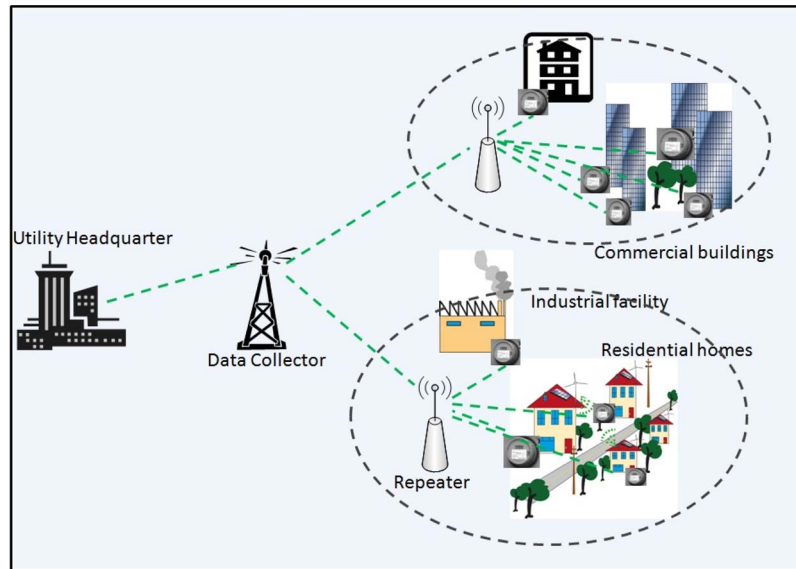 Utility Headquarter
Data Collector
Commercial buildings
Industrial facility
Residential homes
Repeater